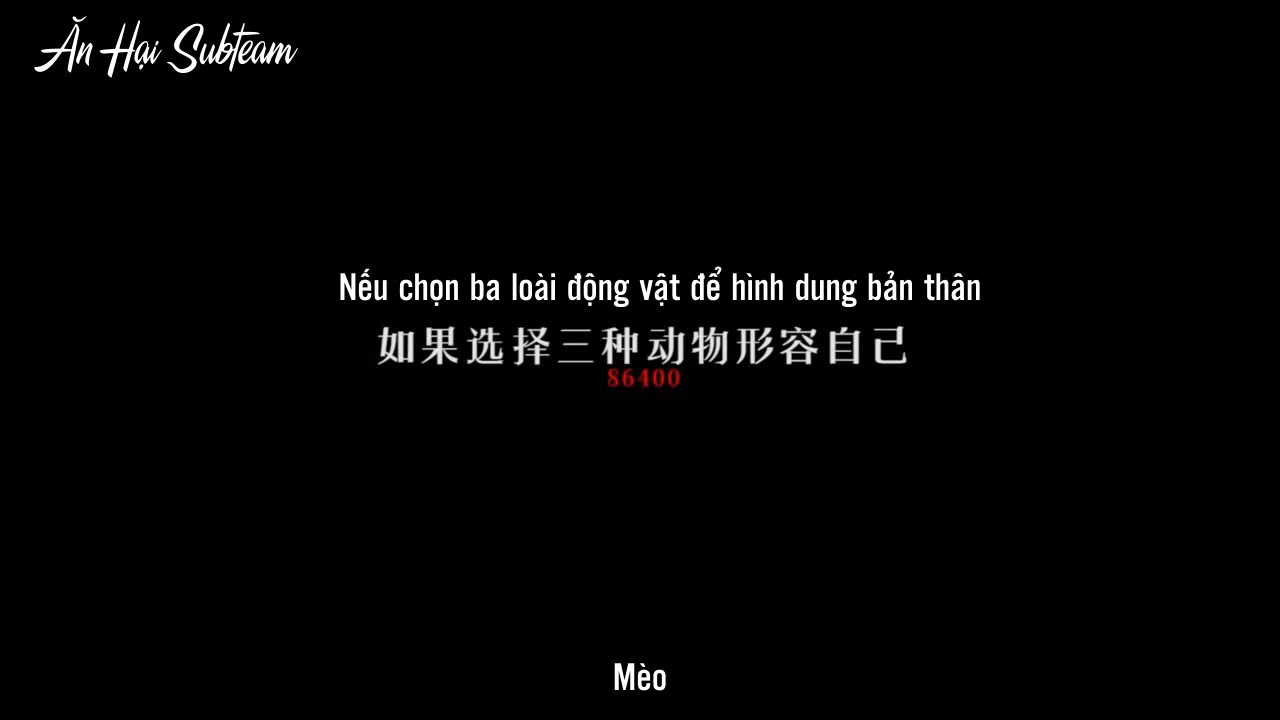 Ăn Hại Subteam
Nếu chọn ba loài động vật để hình dung bản thân
如果选择三种动物形容自己
86400
Mèo